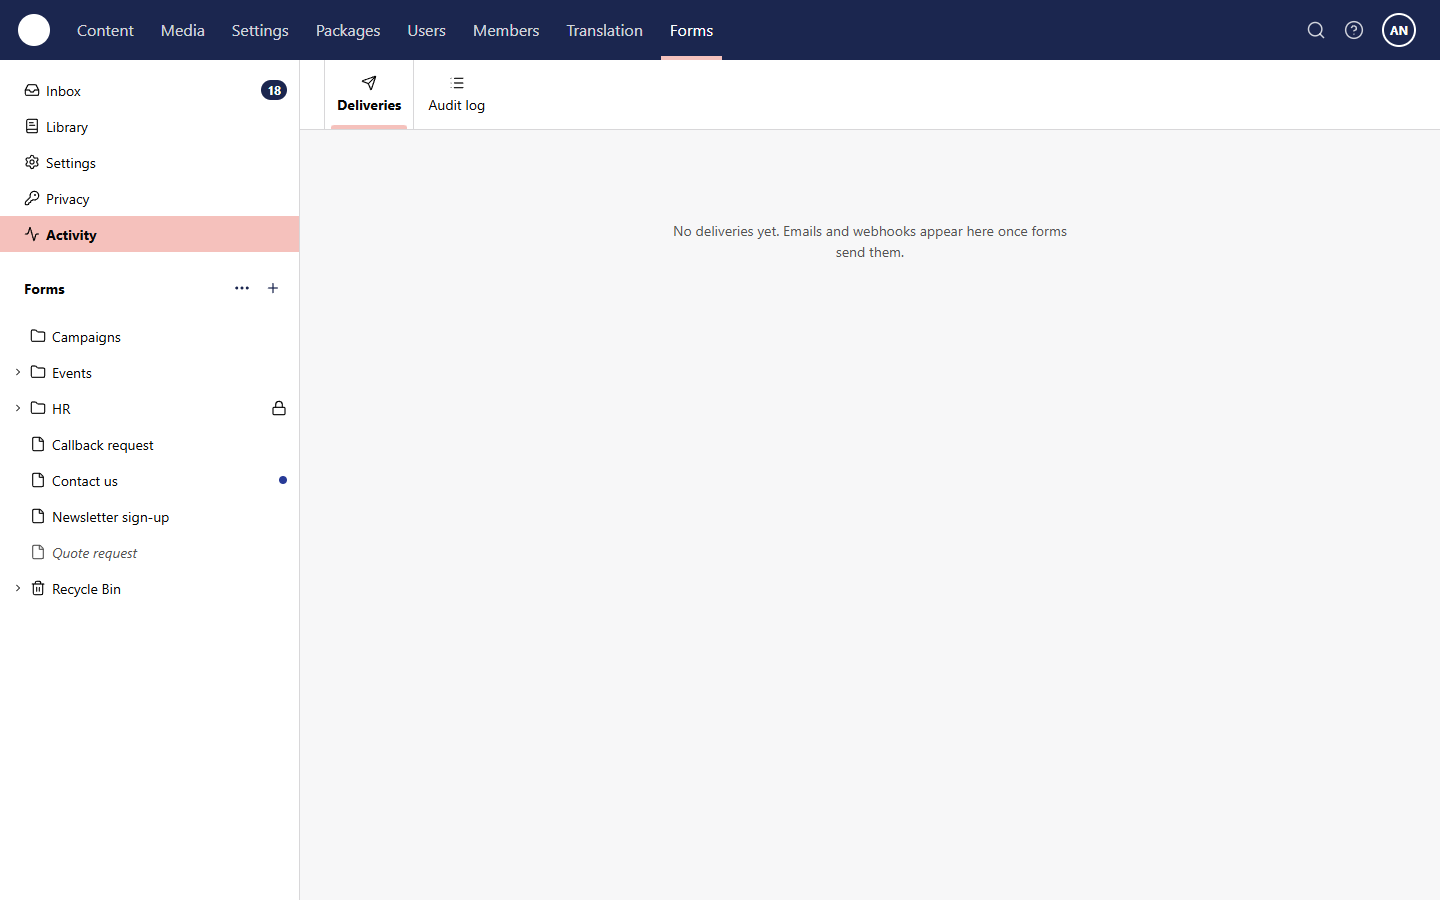 Content Media Settings Packages Users Members Translation Forms AN
Inbox 18
Library
Settings
Privacy
Activity
Forms
Campaigns
Events
HR
Callback request
Contact us
Newsletter sign-up
Quote request
Recycle Bin
Deliveries Audit log
No deliveries yet. Emails and webhooks appear here once forms
send them.